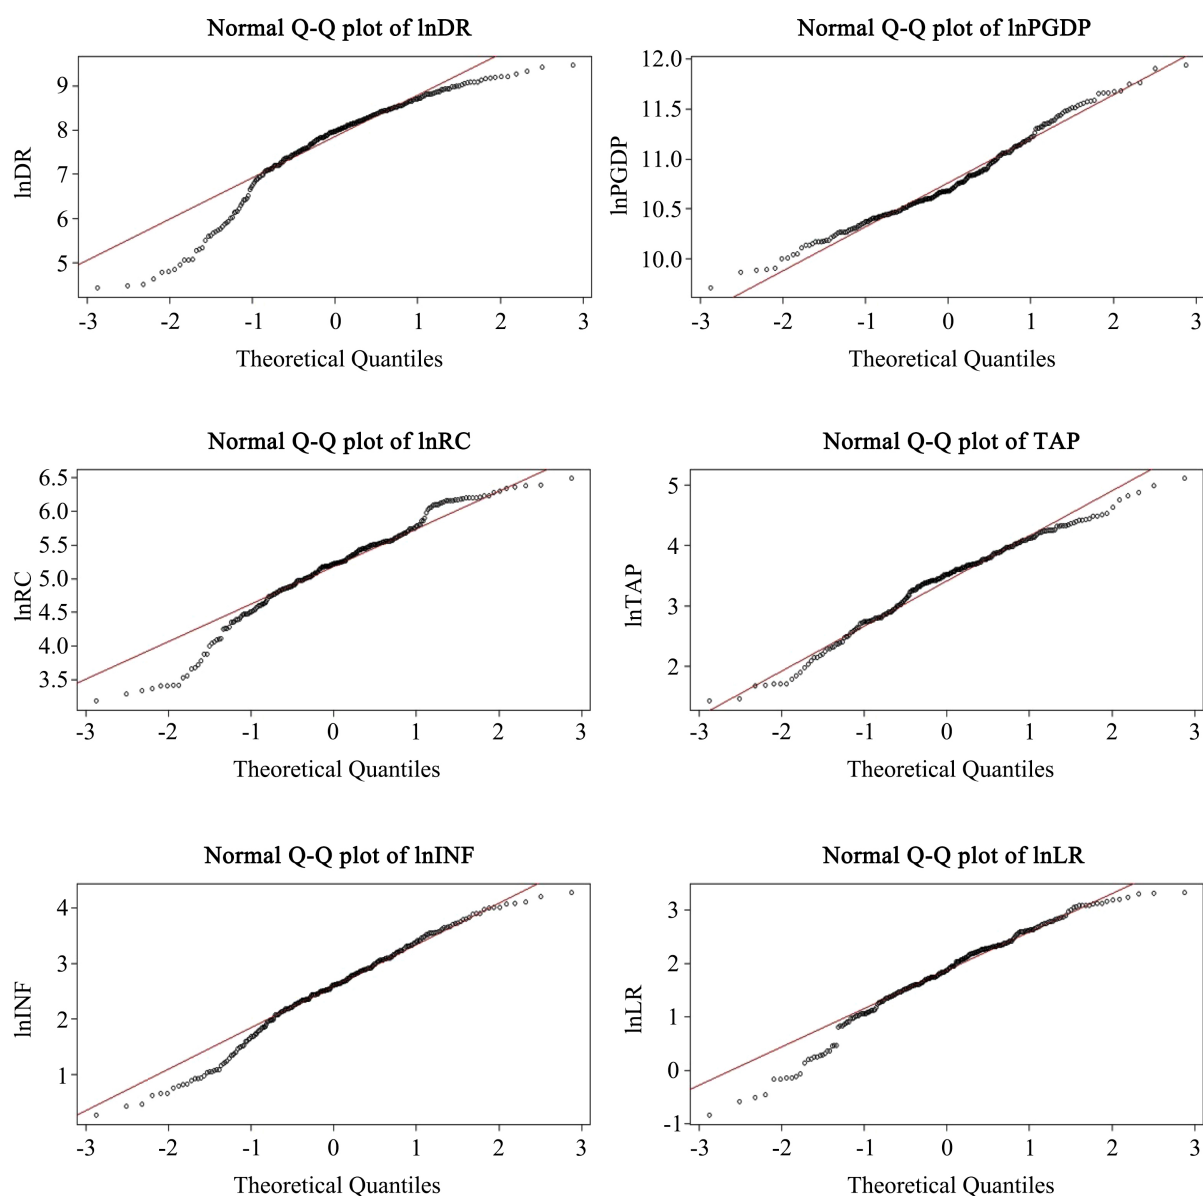 Normal Q-Q plot of lnDR
lnDR
9
8
7
6
5
-3 -2 -1 0 1 2 3
Theoretical Quantiles
Normal Q-Q plot of lnPGDP
lnPGDP
12.0
11.5
11.0
10.5
10.0
-3 -2 -1 0 1 2 3
Theoretical Quantiles
Normal Q-Q plot of lnRC
lnRC
6.5
6.0
5.5
5.0
4.5
4.0
3.5
-3 -2 -1 0 1 2 3
Theoretical Quantiles
Normal Q-Q plot of TAP
lnTAP
5
4
3
2
-3 -2 -1 0 1 2 3
Theoretical Quantiles
Normal Q-Q plot of lnINF
lnINF
4
3
2
1
-3 -2 -1 0 1 2 3
Theoretical Quantiles
Normal Q-Q plot of lnLR
lnLR
3
2
1
0
-1
-3 -2 -1 0 1 2 3
Theoretical Quantiles